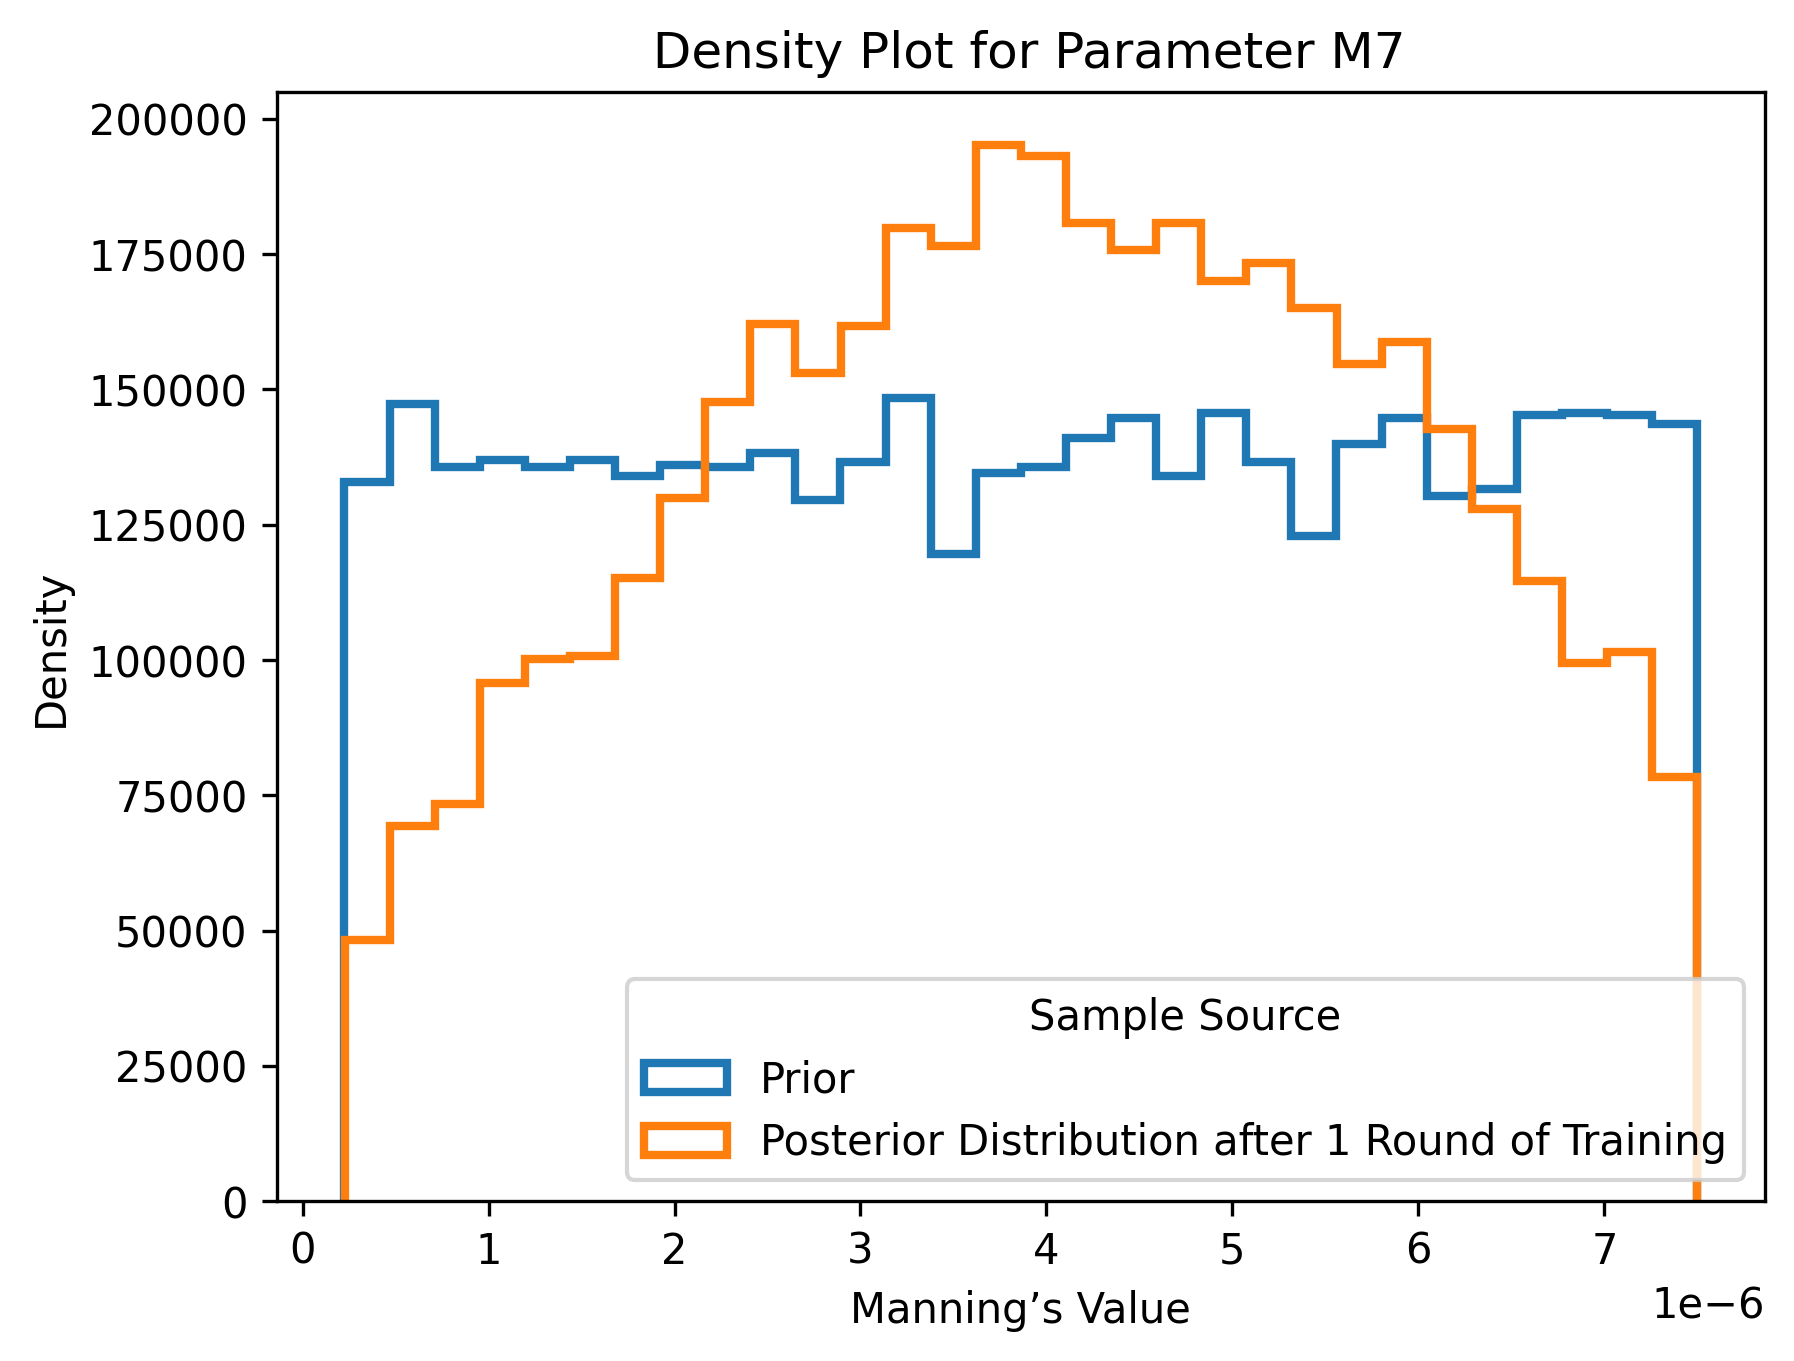 Density Plot for Parameter M7
200000
175000
150000
125000
100000
75000
50000
25000
0
Density
Sample Source
Prior
Posterior Distribution after 1 Round of Training
0 1 2 3 4 5 6 7
1e−6
Manning’s Value